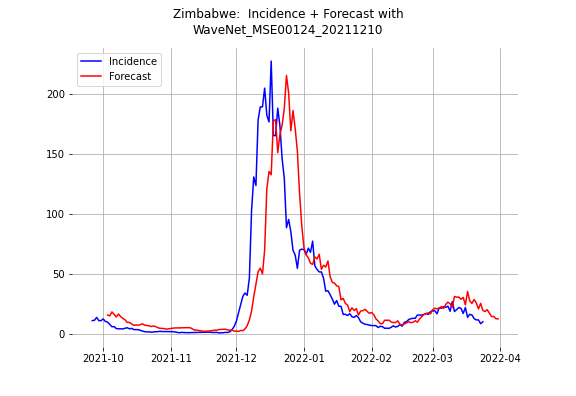 Zimbabwe:  Incidence + Forecast with
WaveNet_MSE00124_20211210
Incidence
Forecast
200
150
100
50
0
2021-10 2021-11 2021-12 2022-01 2022-02 2022-03 2022-04